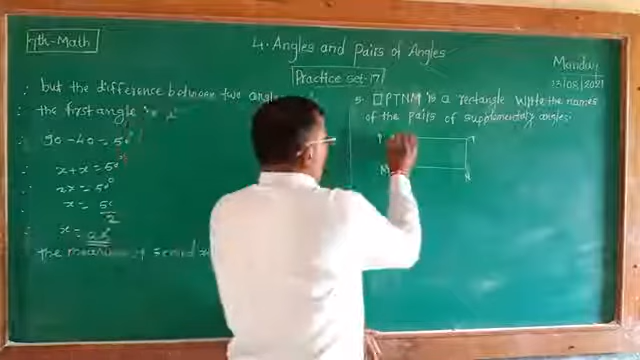 7th-Math
4. Angles and Pairs of Angles
Practice set-17
Monday
13/09/2021
∴ but the difference between two angle
∴ the first angle is x°
∴ 90 - 40 = 50°
∴ x + x = 50°
∴ 2x = 50°
∴ x = 50
2
∴ x =
the measure of second
5. □PTNM is a rectangle. Write the names
of the pairs of supplementary angles.
T
M
N